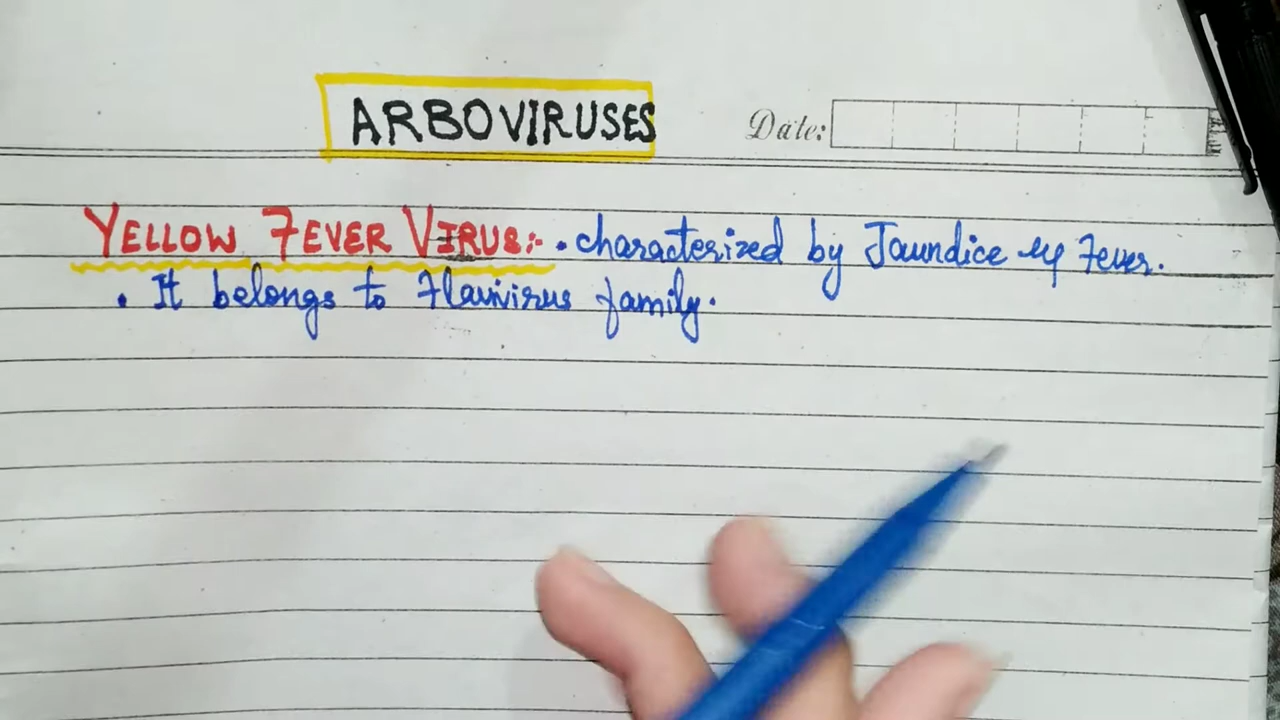 ARBOVIRUSES
Date:
YELLOW FEVER VIRUS:- • characterized by Jaundice & Fever.
• It belongs to Flavivirus family.